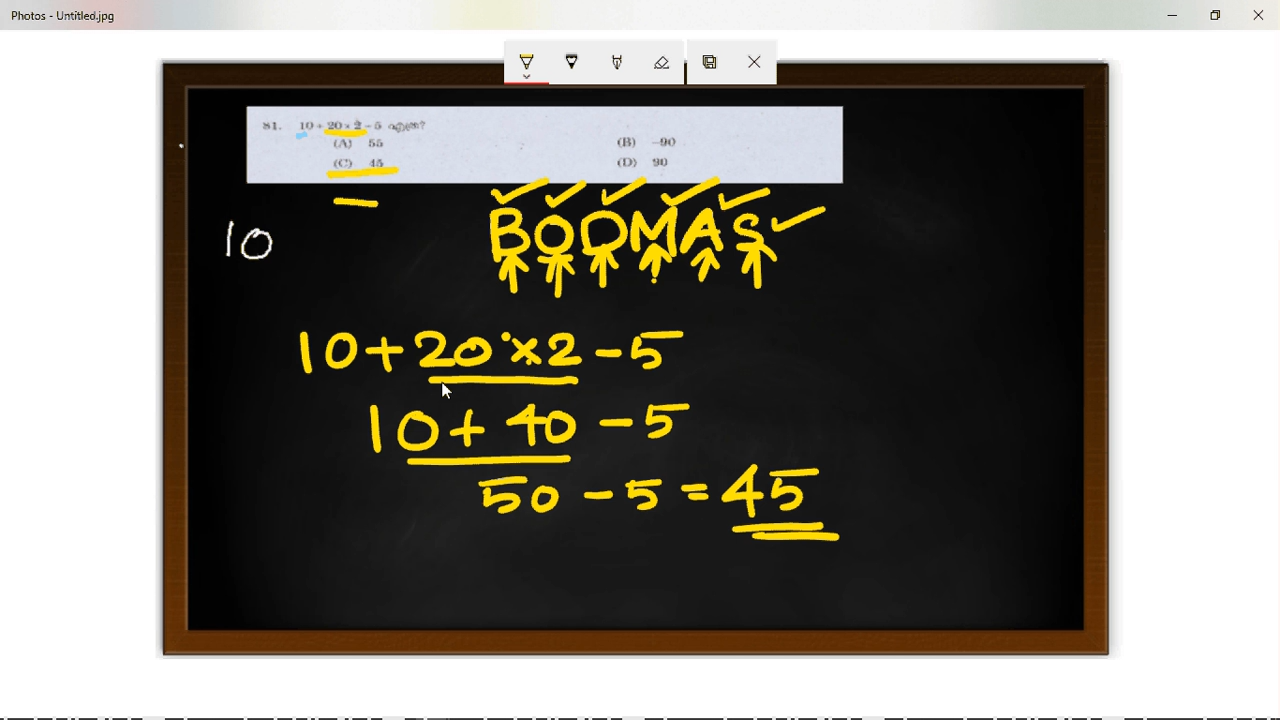 Photos - Untitled.jpg
81. 10 + 20 × 2 - 5 എത്ര?
(A) 55
(B) -90
(C) 45
(D) 90
BODMAS
10
10+20×2-5
10+40-5
50-5=45